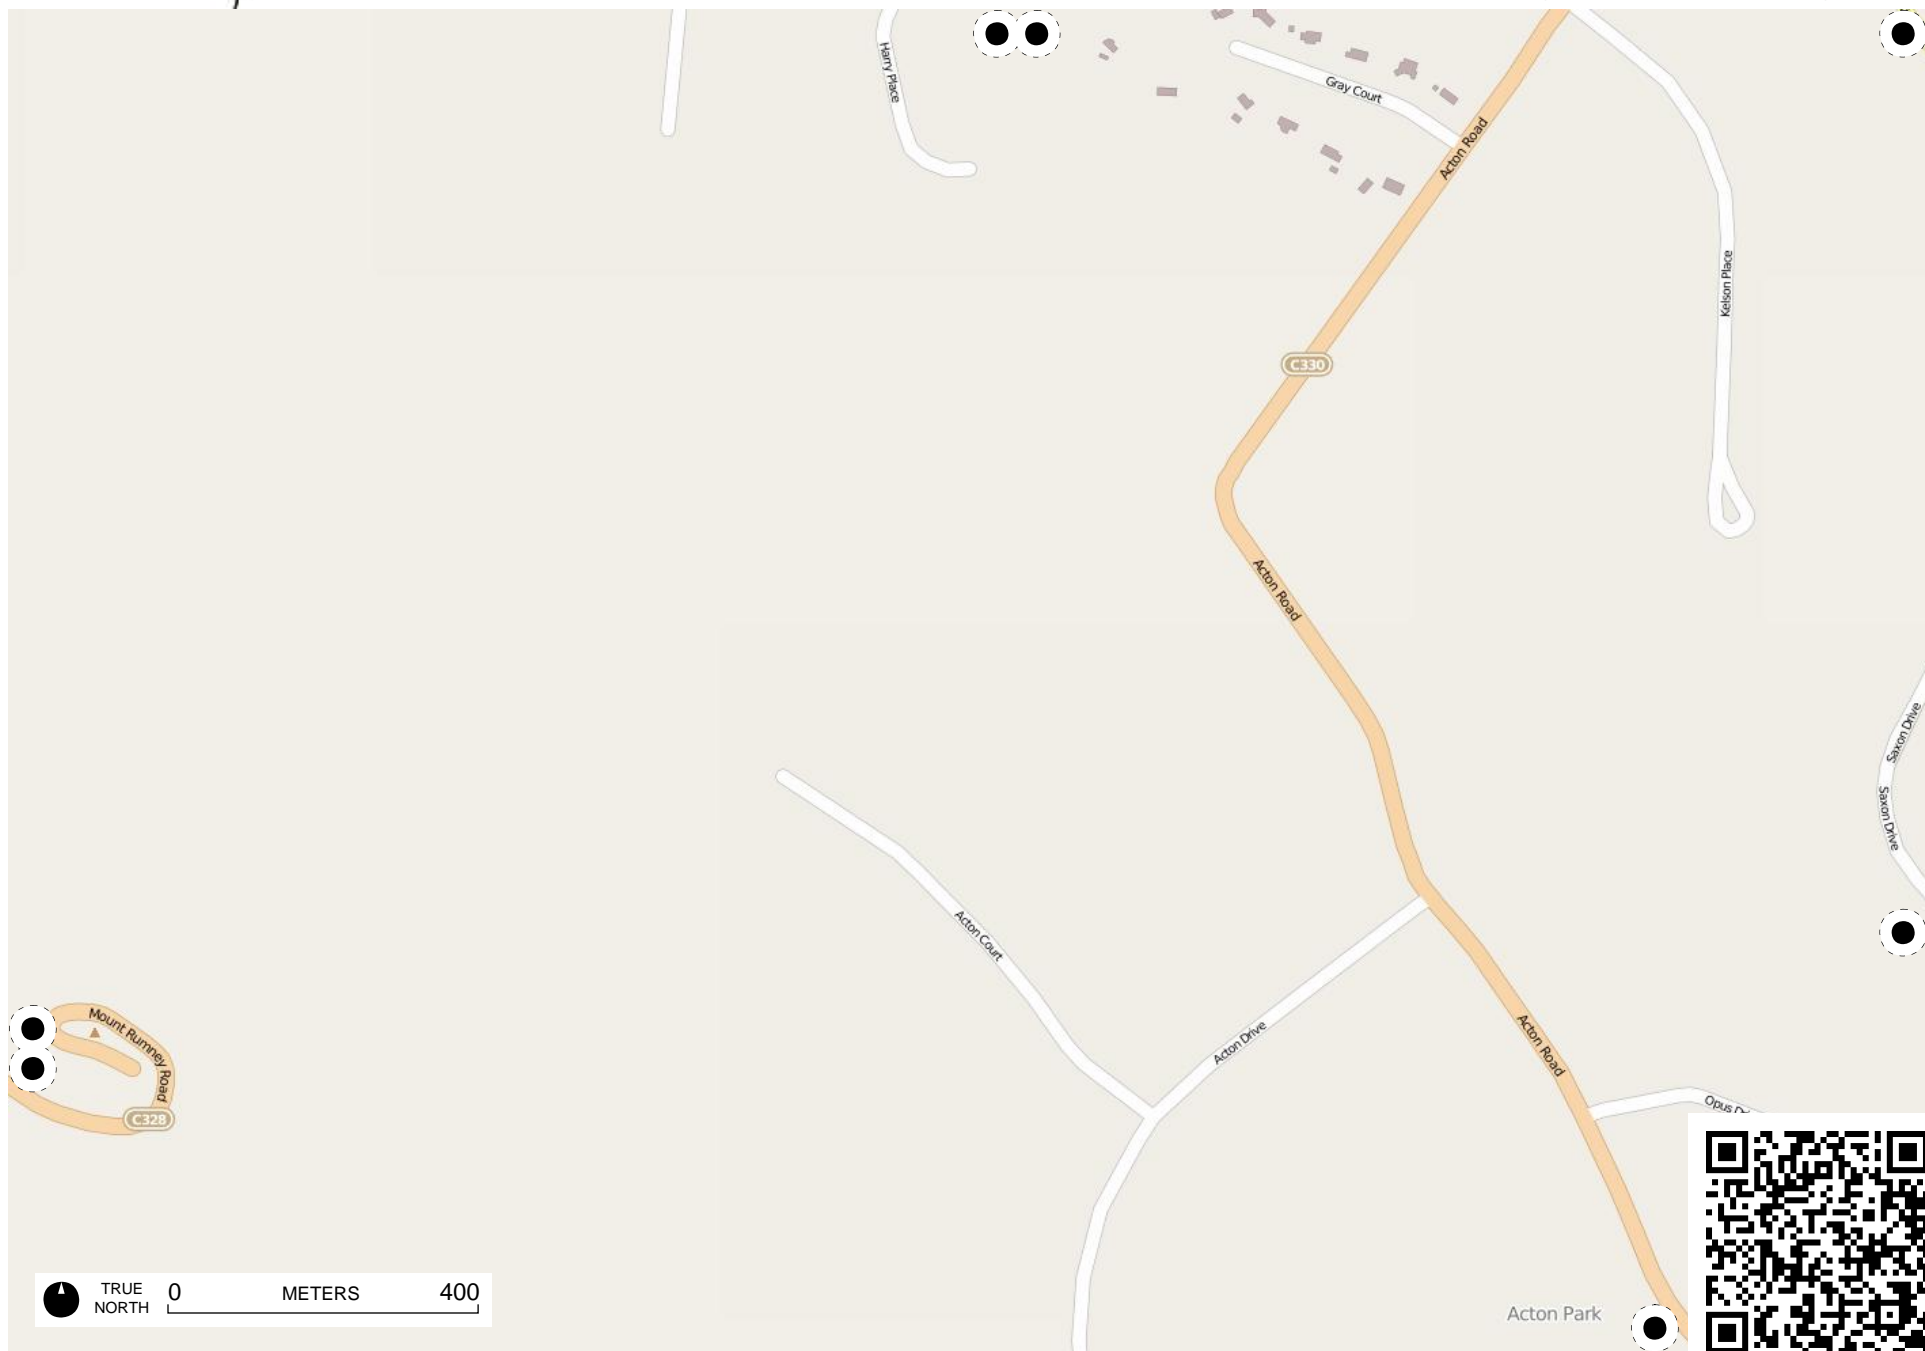 Harry Place
Gray Court
Acton Road
Kelson Place
C330
Acton Road
Saxon Drive
Saxon Drive
Acton Court
Mount Rumney Road
Acton Drive
Acton Road
C328
Opus
TRUE NORTH
0 METERS 400
Acton Park